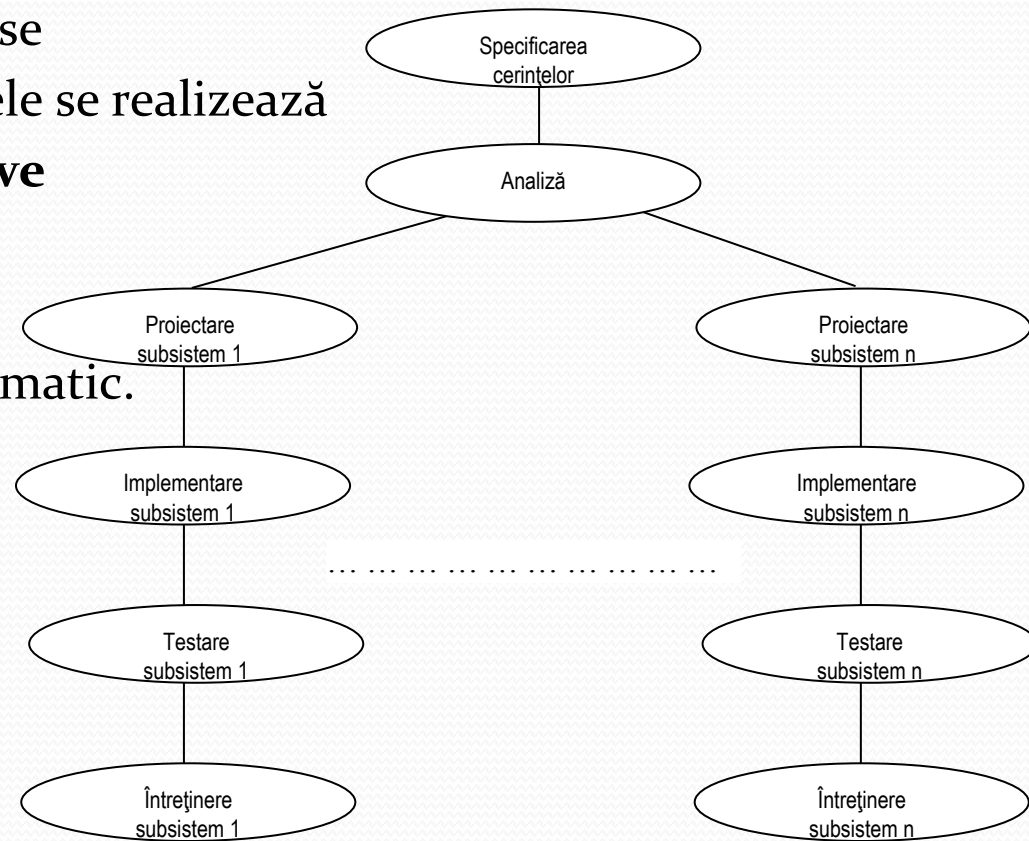 se
ele se realizează
ve
matic.
Specificarea
cerinţelor
Analiză
Proiectare
subsistem 1
Proiectare
subsistem n
Implementare
subsistem 1
Implementare
subsistem n
... ... ... ... ... ... ... ... ... ...
Testare
subsistem 1
Testare
subsistem n
Întreţinere
subsistem 1
Întreţinere
subsistem n